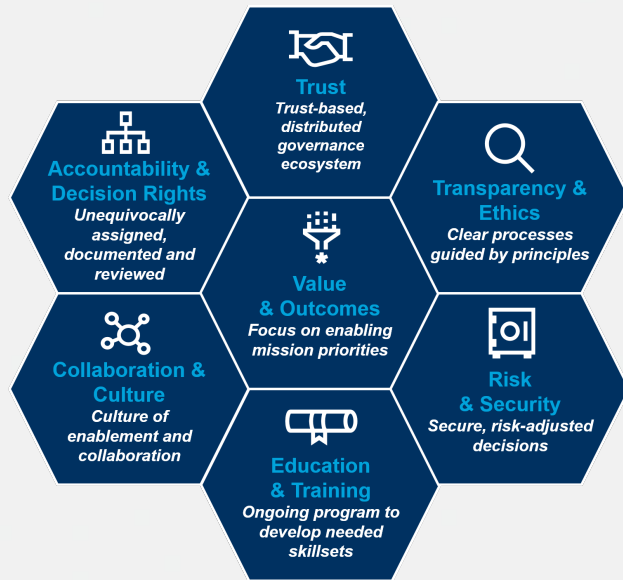 Trust
Trust-based,
distributed
governance
ecosystem
Accountability &
Decision Rights
Unequivocally
assigned,
documented and
reviewed
Transparency &
Ethics
Clear processes
guided by principles
Value
& Outcomes
Focus on enabling
mission priorities
Collaboration &
Culture
Culture of
enablement and
collaboration
Risk
& Security
Secure, risk-adjusted
decisions
Education
& Training
Ongoing program to
develop needed
skillsets